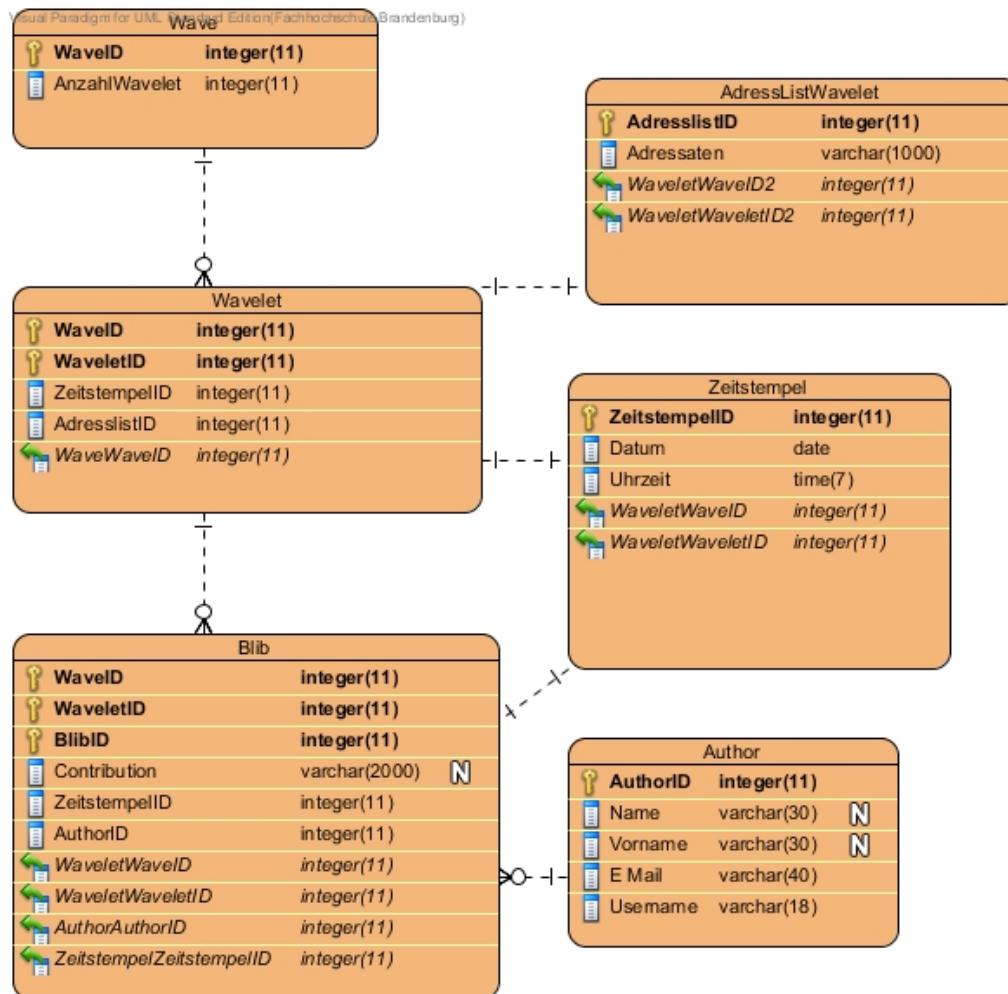 Visual Paradigm for UML Standard Edition(Fachhochschule Brandenburg)
Wave
WaveID integer(11)
AnzahlWavelet integer(11)
AdressListWavelet
AdresslistID integer(11)
Adressaten varchar(1000)
WaveletWaveID2 integer(11)
WaveletWaveletID2 integer(11)
Wavelet
WaveID integer(11)
WaveletID integer(11)
ZeitstempelID integer(11)
AdresslistID integer(11)
WaveWaveID integer(11)
Zeitstempel
ZeitstempelID integer(11)
Datum date
Uhrzeit time(7)
WaveletWaveID integer(11)
WaveletWaveletID integer(11)
Blib
WaveID integer(11)
WaveletID integer(11)
BlibID integer(11)
Contribution varchar(2000) N
ZeitstempelID integer(11)
AuthorID integer(11)
WaveletWaveID integer(11)
WaveletWaveletID integer(11)
AuthorAuthorID integer(11)
ZeitstempelZeitstempelID integer(11)
Author
AuthorID integer(11)
Name varchar(30) N
Vorname varchar(30) N
E Mail varchar(40)
Username varchar(18)